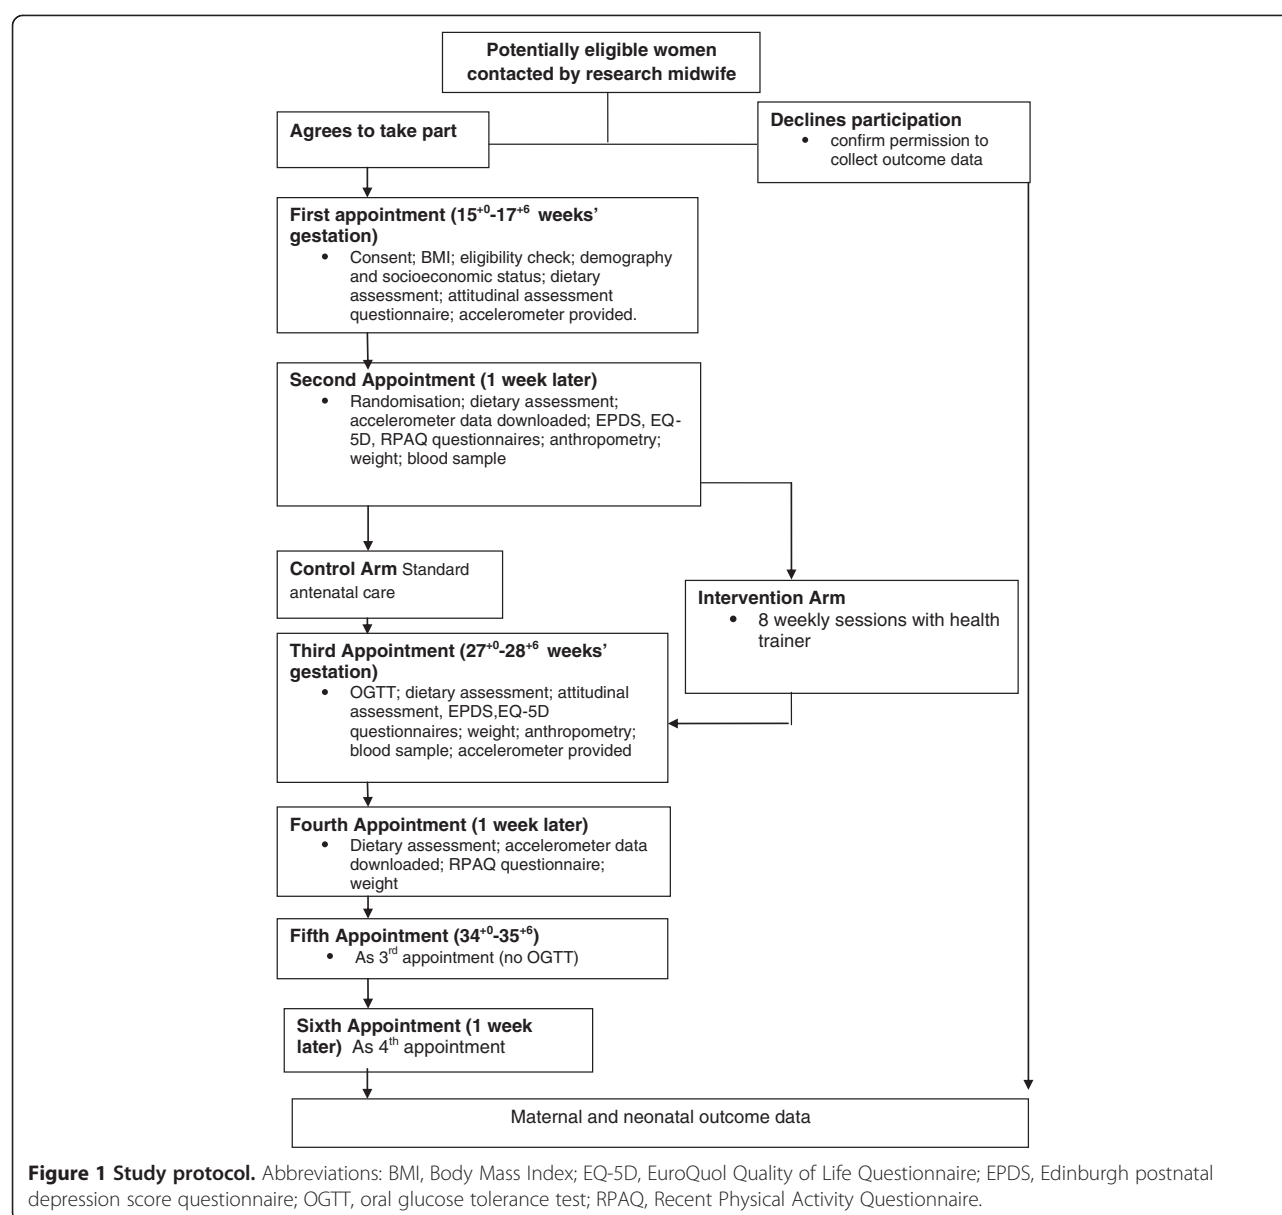 Potentially eligible women
contacted by research midwife
Agrees to take part
Declines participation
• confirm permission to
collect outcome data
First appointment (15+0-17+6 weeks'
gestation)
• Consent; BMI; eligibility check; demography
and socioeconomic status; dietary
assessment; attitudinal assessment
questionnaire; accelerometer provided.
Second Appointment (1 week later)
• Randomisation; dietary assessment;
accelerometer data downloaded; EPDS, EQ-
5D, RPAQ questionnaires; anthropometry;
weight; blood sample
Control Arm Standard
antenatal care
Intervention Arm
• 8 weekly sessions with health
trainer
Third Appointment (27+0-28+6 weeks'
gestation)
• OGTT; dietary assessment; attitudinal
assessment, EPDS,EQ-5D
questionnaires; weight; anthropometry;
blood sample; accelerometer provided
Fourth Appointment (1 week later)
• Dietary assessment; accelerometer data
downloaded; RPAQ questionnaire;
weight
Fifth Appointment (34+0-35+6)
• As 3rd appointment (no OGTT)
Sixth Appointment (1 week
later) As 4th appointment
Maternal and neonatal outcome data
Figure 1 Study protocol. Abbreviations: BMI, Body Mass Index; EQ-5D, EuroQuol Quality of Life Questionnaire; EPDS, Edinburgh postnatal
depression score questionnaire; OGTT, oral glucose tolerance test; RPAQ, Recent Physical Activity Questionnaire.